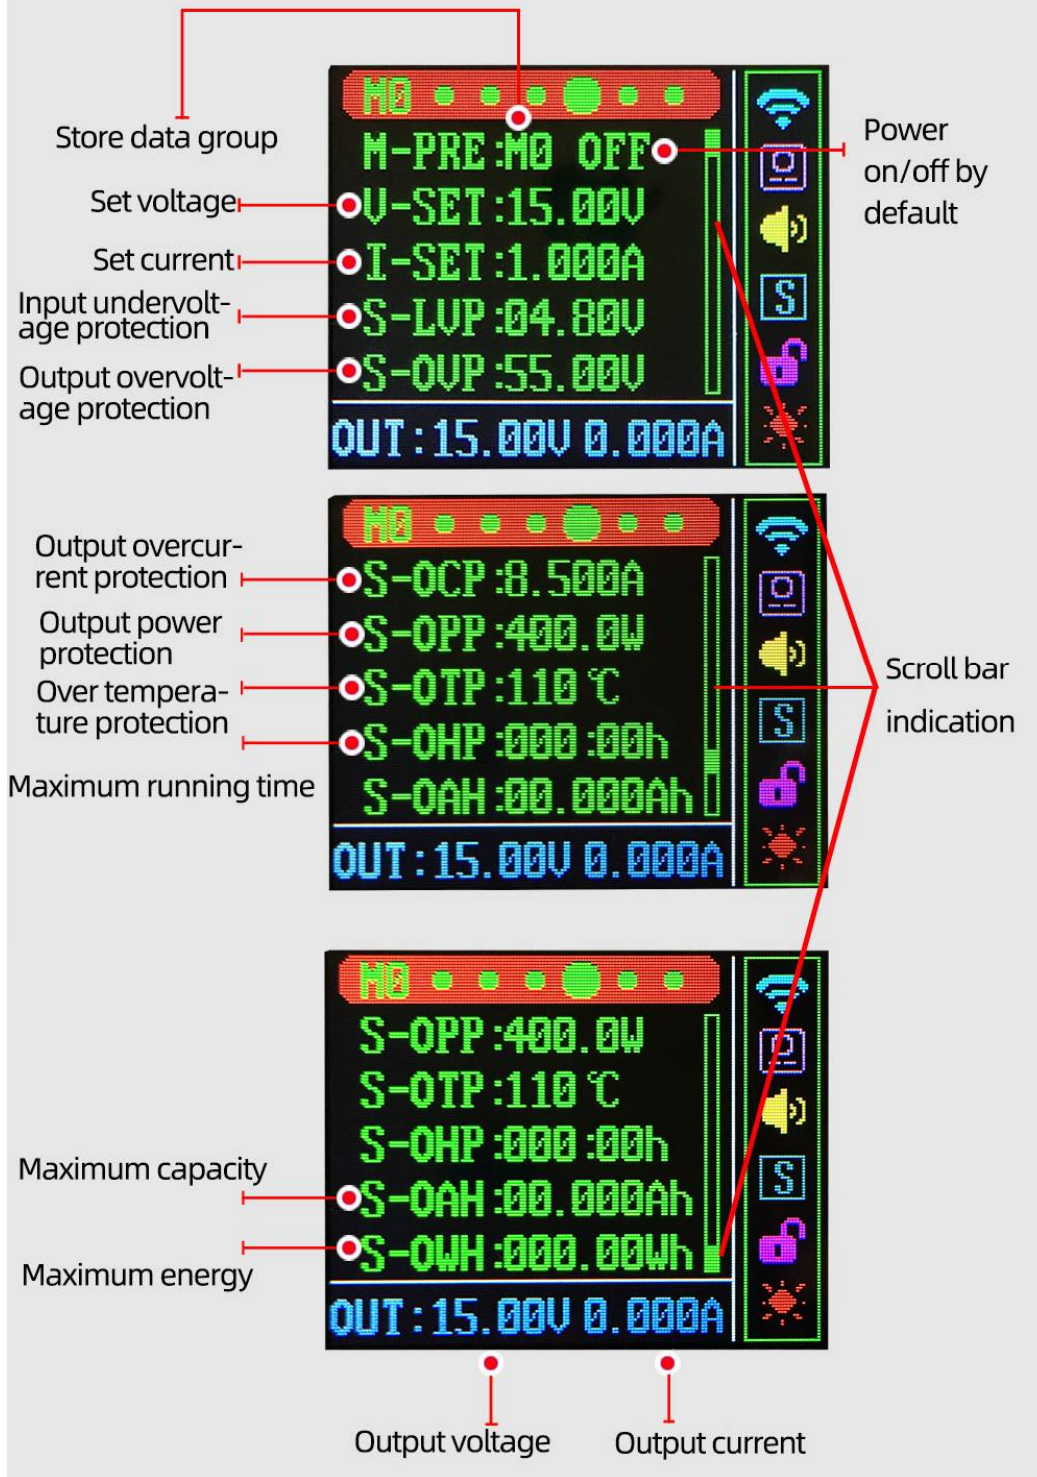 M0
Store data group
M-PRE:M0 OFF
Power
on/off by
default
Set voltage
V-SET:15.00V
Set current
I-SET:1.000A
Input undervolt-
age protection
S-LVP:04.80V
S
Output overvolt-
age protection
S-OVP:55.00V
OUT:15.00V 0.000A
M0
Output overcur-
rent protection
S-OCP:8.500A
Output power
protection
S-OPP:400.0W
Over tempera-
ture protection
S-OTP:110℃
Scroll bar
indication
S
S-OHP:000:00h
Maximum running time
S-OAH:00.000Ah
OUT:15.00V 0.000A
M0
S-OPP:400.0W
S-OTP:110℃
S-OHP:000:00h
S
Maximum capacity
S-OAH:00.000Ah
Maximum energy
S-OWH:000.00Wh
OUT:15.00V 0.000A
Output voltage
Output current